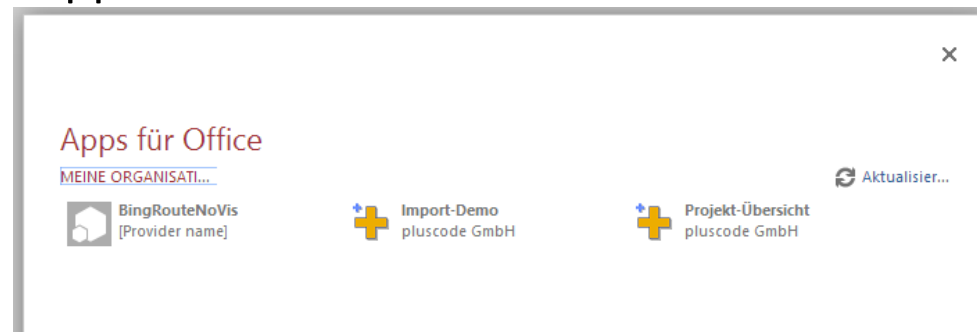 Apps für Office
MEINE ORGANISATI...
Aktualisier...
BingRouteNoVis
[Provider name]
Import-Demo
pluscode GmbH
Projekt-Übersicht
pluscode GmbH